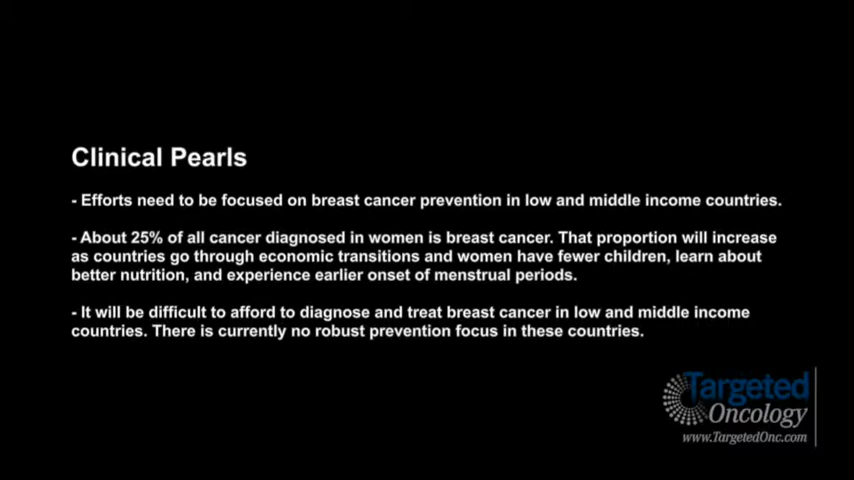 Clinical Pearls
- Efforts need to be focused on breast cancer prevention in low and middle income countries.
- About 25% of all cancer diagnosed in women is breast cancer. That proportion will increase
as countries go through economic transitions and women have fewer children, learn about
better nutrition, and experience earlier onset of menstrual periods.
- It will be difficult to afford to diagnose and treat breast cancer in low and middle income
countries. There is currently no robust prevention focus in these countries.
Targeted
Oncology
www.TargetedOnc.com